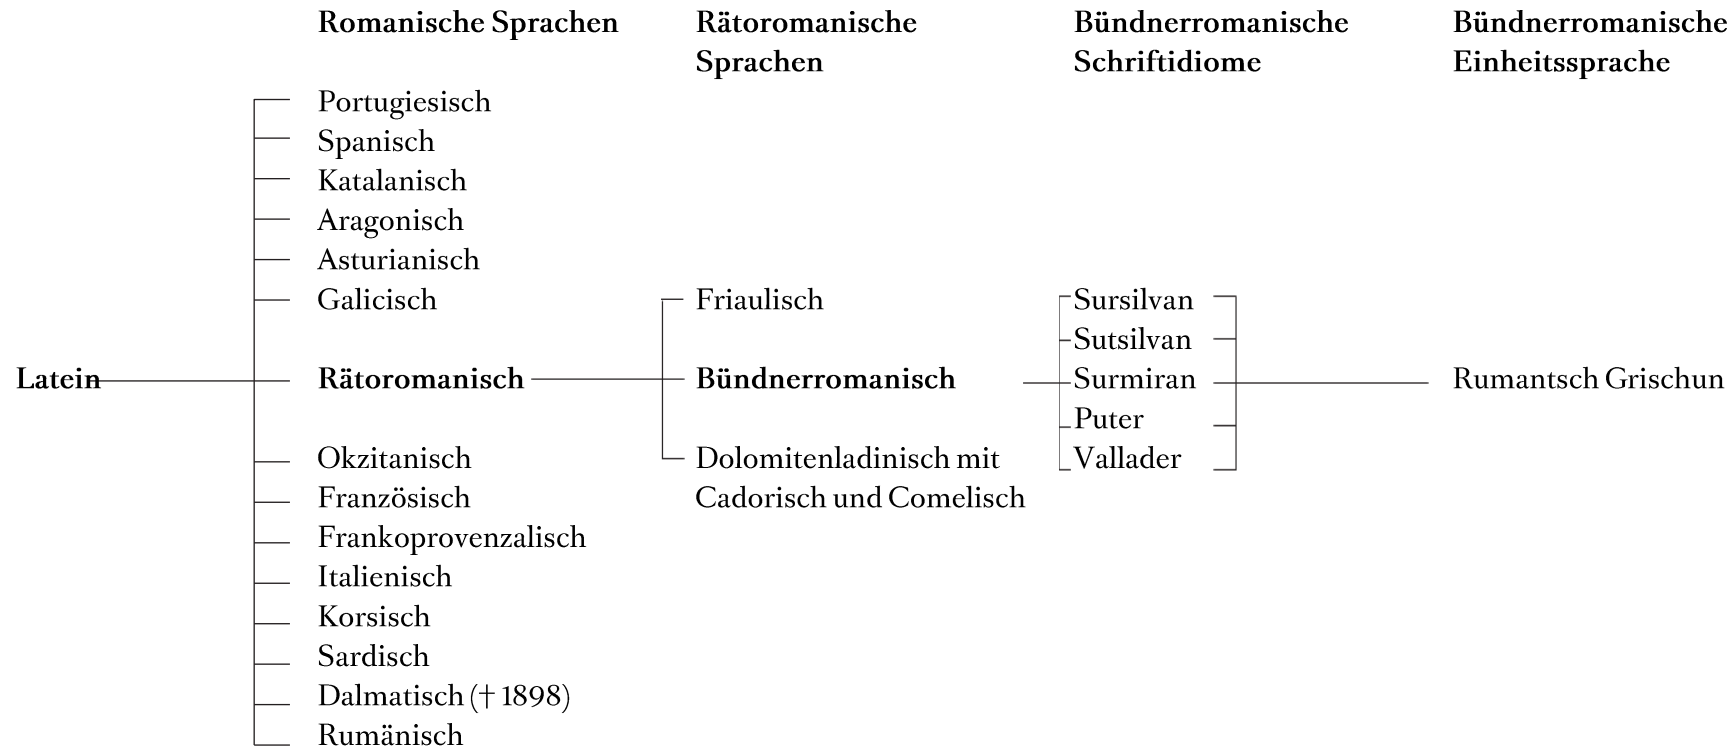 Romanische Sprachen
Rätoromanische
Sprachen
Bündnerromanische
Schriftidiome
Bündnerromanische
Einheitssprache
Latein
Portugiesisch
Spanisch
Katalanisch
Aragonisch
Asturianisch
Galicisch
Rätoromanisch
Okzitanisch
Französisch
Frankoprovenzalisch
Italienisch
Korsisch
Sardisch
Dalmatisch († 1898)
Rumänisch
Friaulisch
Bündnerromanisch
Dolomitenladinisch mit
Cadorisch und Comelisch
Sursilvan
Sutsilvan
Surmiran
Puter
Vallader
Rumantsch Grischun